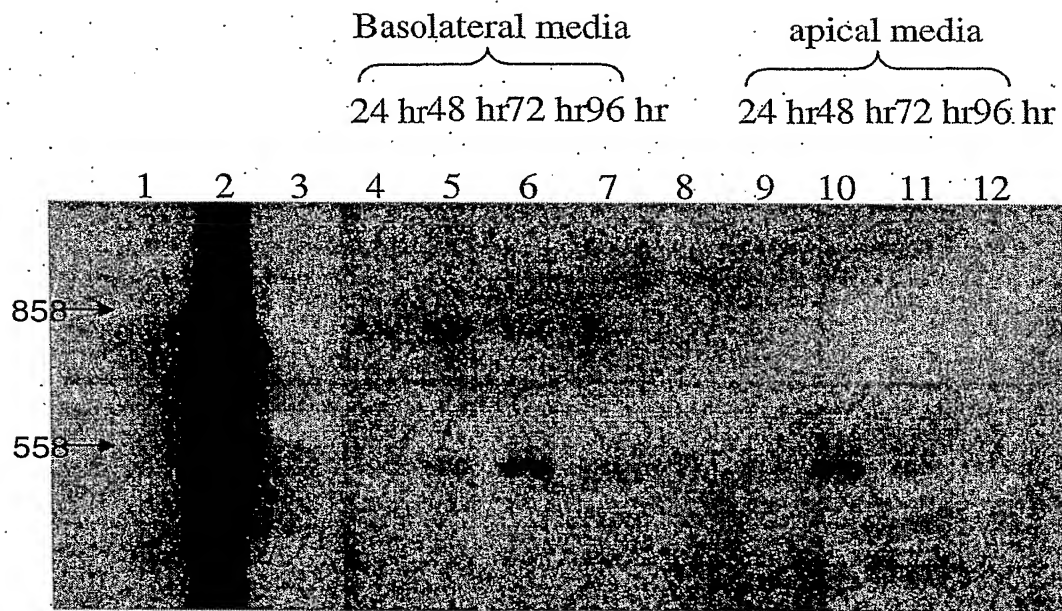 Basolateral media apical media
24 hr48 hr72 hr96 hr 24 hr48 hr72 hr96 hr
1 2 3 4 5 6 7 8 9 10 11 12
858
558